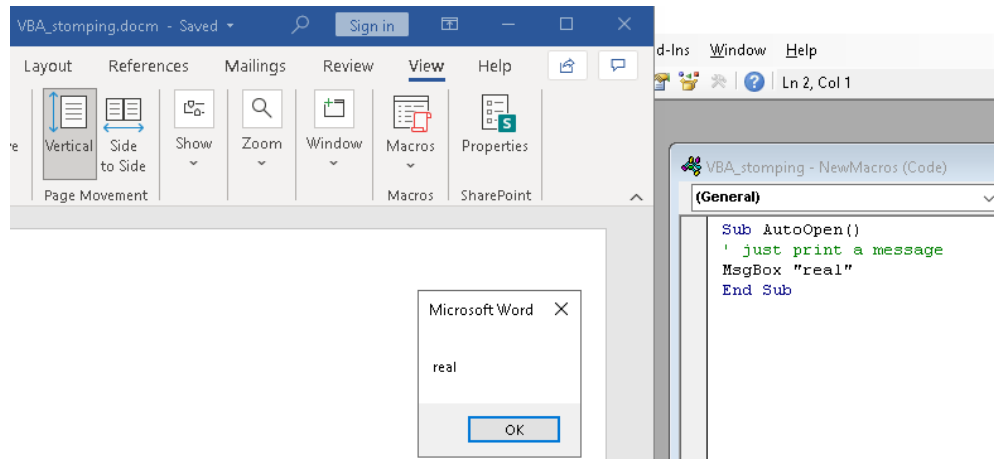 VBA_stomping.docm - Saved
Sign in
Layout References Mailings Review View Help
Vertical
Side to Side
Show
Zoom
Window
Macros
Properties
Page Movement
Macros
SharePoint
Microsoft Word
real
OK
d-Ins Window Help
Ln 2, Col 1
VBA_stomping - NewMacros (Code)
(General)
Sub AutoOpen()
' just print a message
MsgBox "real"
End Sub